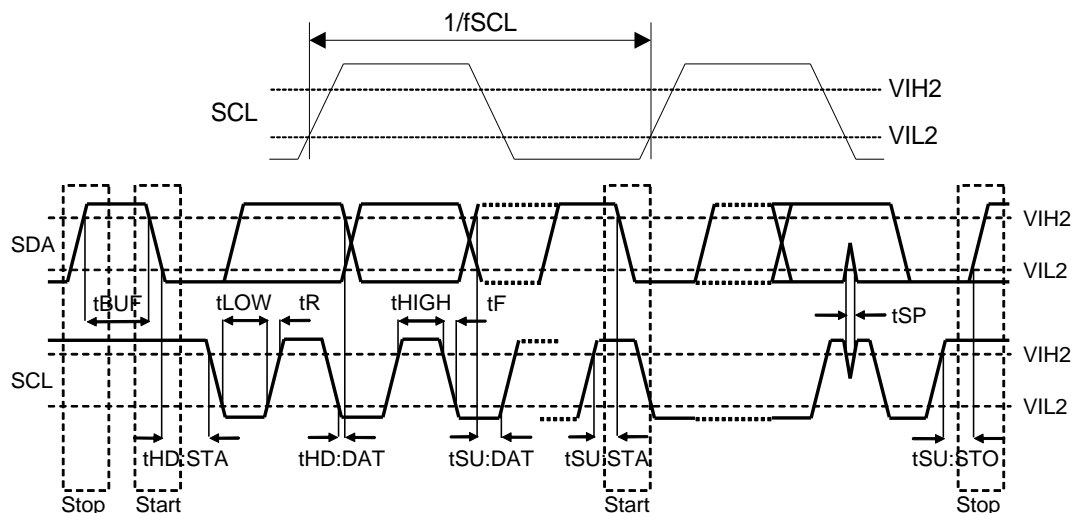 1/fSCL
VIH2
SCL
VIL2
VIH2
SDA
VIL2
tBUF tLOW tR tHIGH tF
tSP
VIH2
SCL
VIL2
tHD:STA tHD:DAT tSU:DAT tSU:STA tSU:STO
Stop Start Start Stop